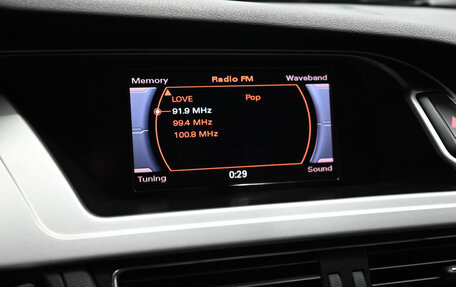 Memory Radio FM Waveband
LOVE Pop
91.9 MHz
99.4 MHz
100.8 MHz
Tuning 0:29 Sound